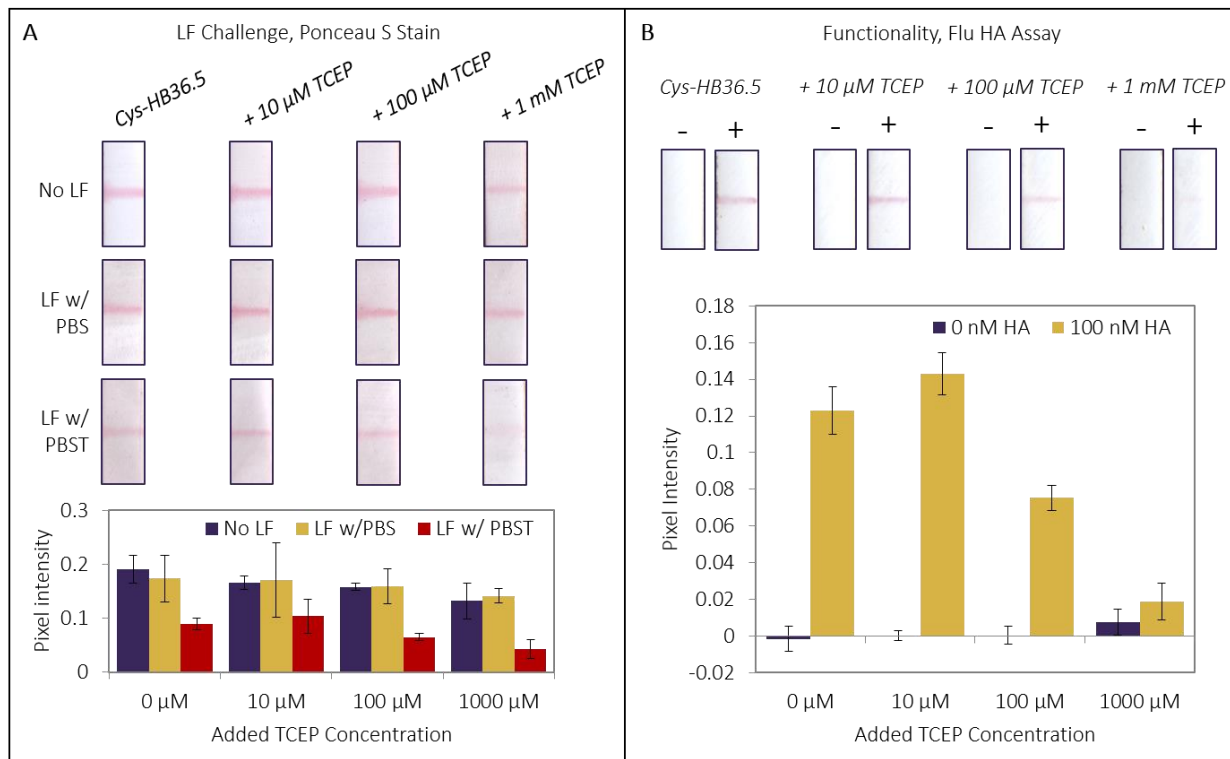 A
LF Challenge, Ponceau S Stain
Cys-HB36.5
+ 10 µM TCEP
+ 100 µM TCEP
+ 1 mM TCEP
No LF
LF w/
PBS
LF w/
PBST
0.3
0.2
0.1
0
Pixel intensity
No LF
LF w/PBS
LF w/ PBST
0 µM
10 µM
100 µM
1000 µM
Added TCEP Concentration
B
Functionality, Flu HA Assay
Cys-HB36.5
+ 10 µM TCEP
+ 100 µM TCEP
+ 1 mM TCEP
- + - + - + - +
0.18
0.16
0.14
0.12
0.1
0.08
0.06
0.04
0.02
0
-0.02
Pixel Intensity
0 nM HA
100 nM HA
0 µM
10 µM
100 µM
1000 µM
Added TCEP Concentration